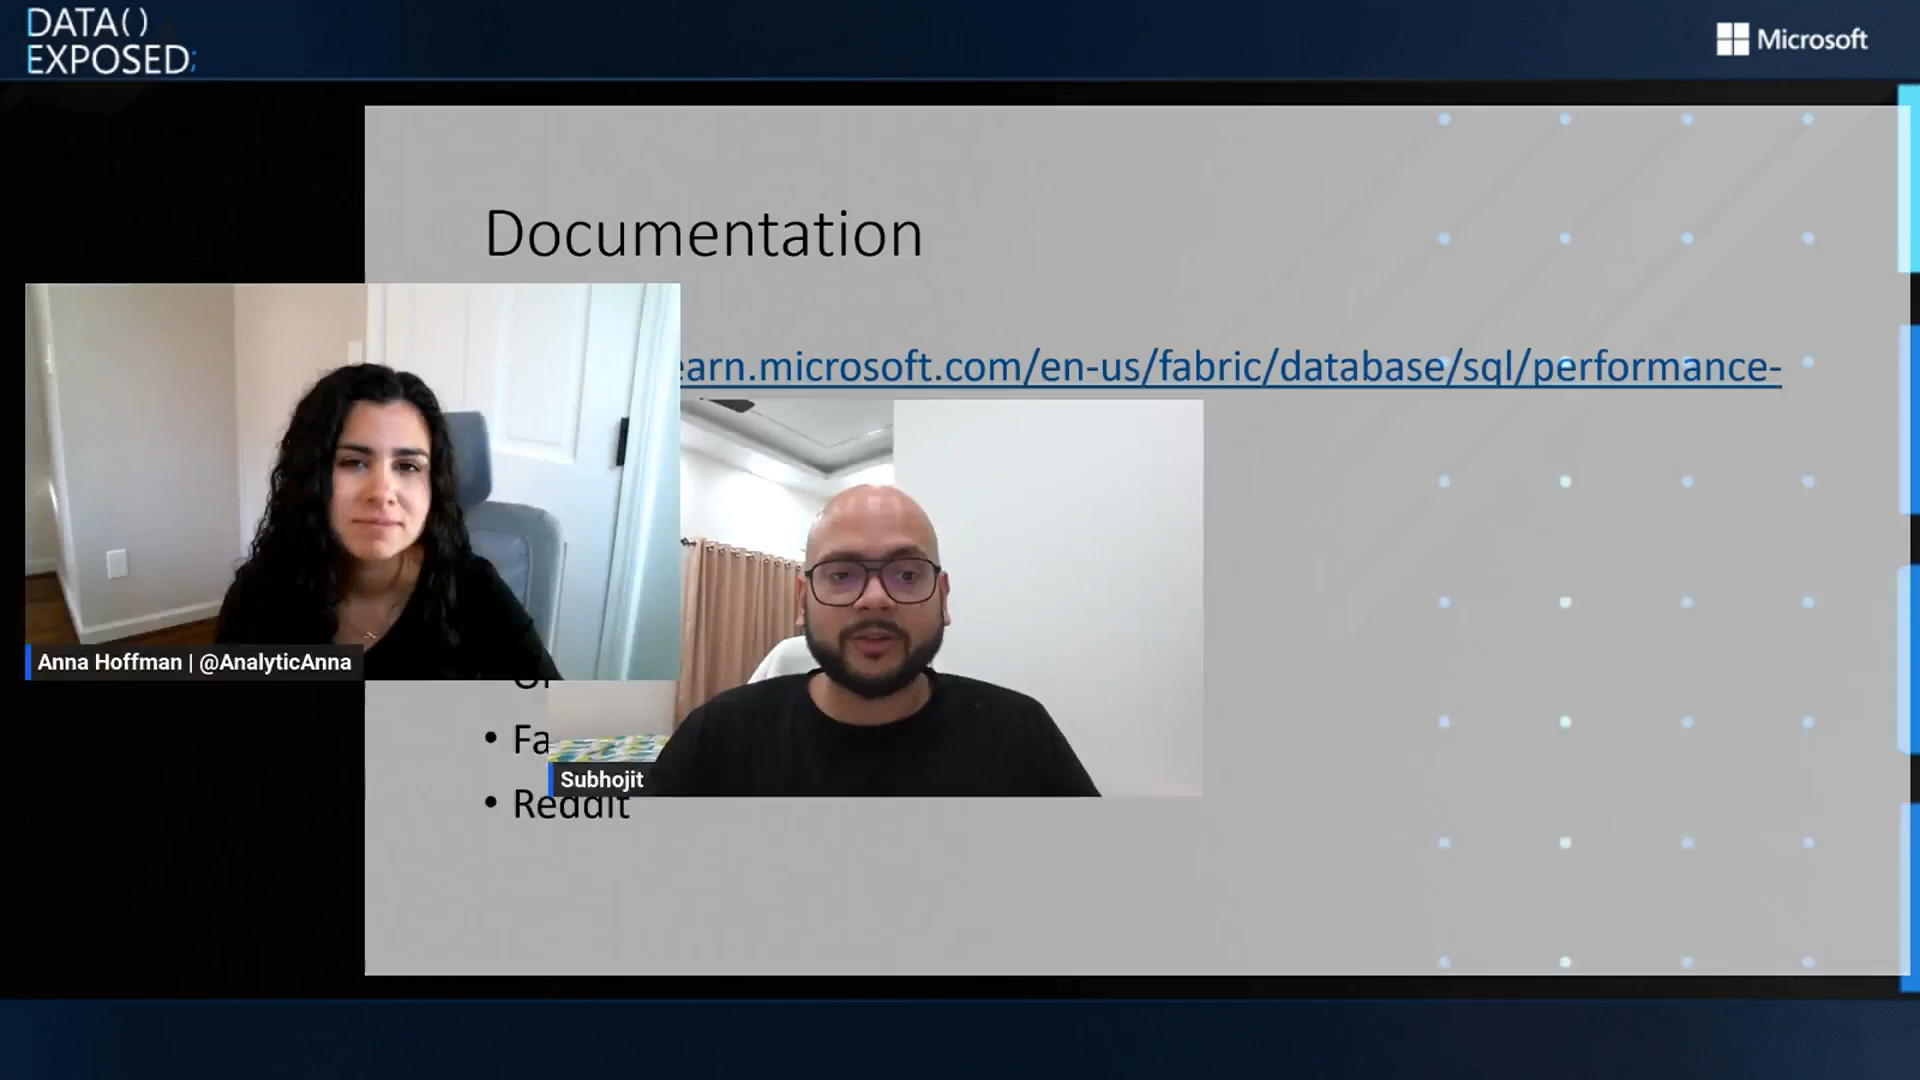 DATA()
EXPOSED;
Microsoft
Documentation
earn.microsoft.com/en-us/fabric/database/sql/performance-
Anna Hoffman | @AnalyticAnna
• Fa
Subhojit
• Reddit